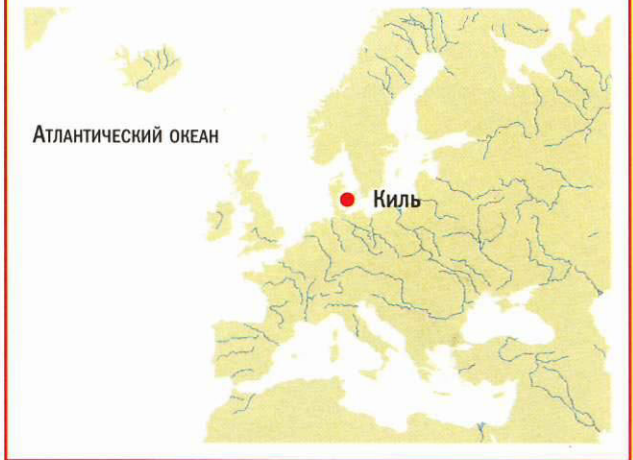 Атлантический океан
Киль